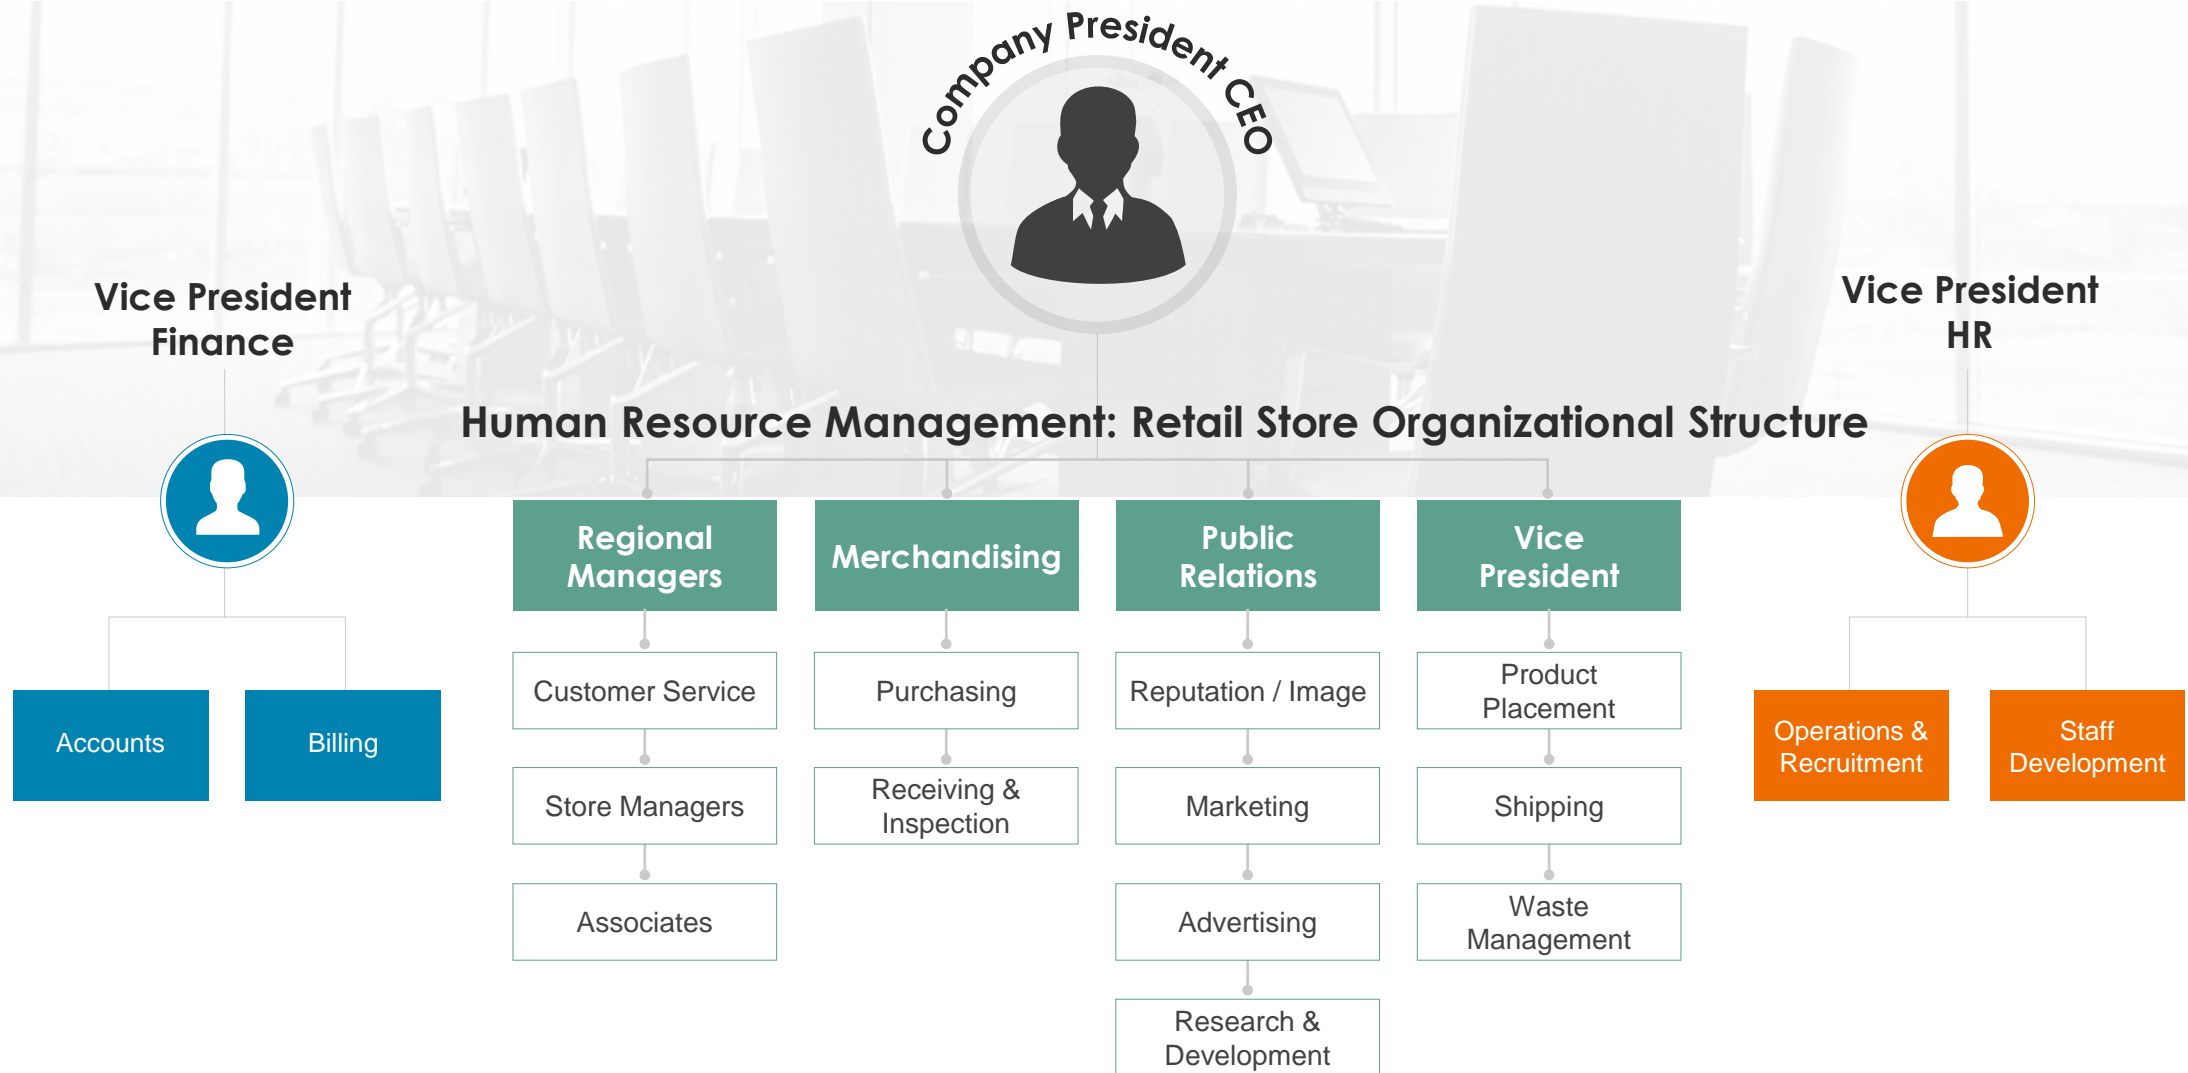 Company President CEO
Vice President
Finance
Vice President
HR
Human Resource Management: Retail Store Organizational Structure
Regional
Managers
Merchandising
Public
Relations
Vice
President
Customer Service
Purchasing
Reputation / Image
Product
Placement
Accounts
Billing
Operations &
Recruitment
Staff
Development
Store Managers
Receiving &
Inspection
Marketing
Shipping
Associates
Advertising
Waste
Management
Research &
Development